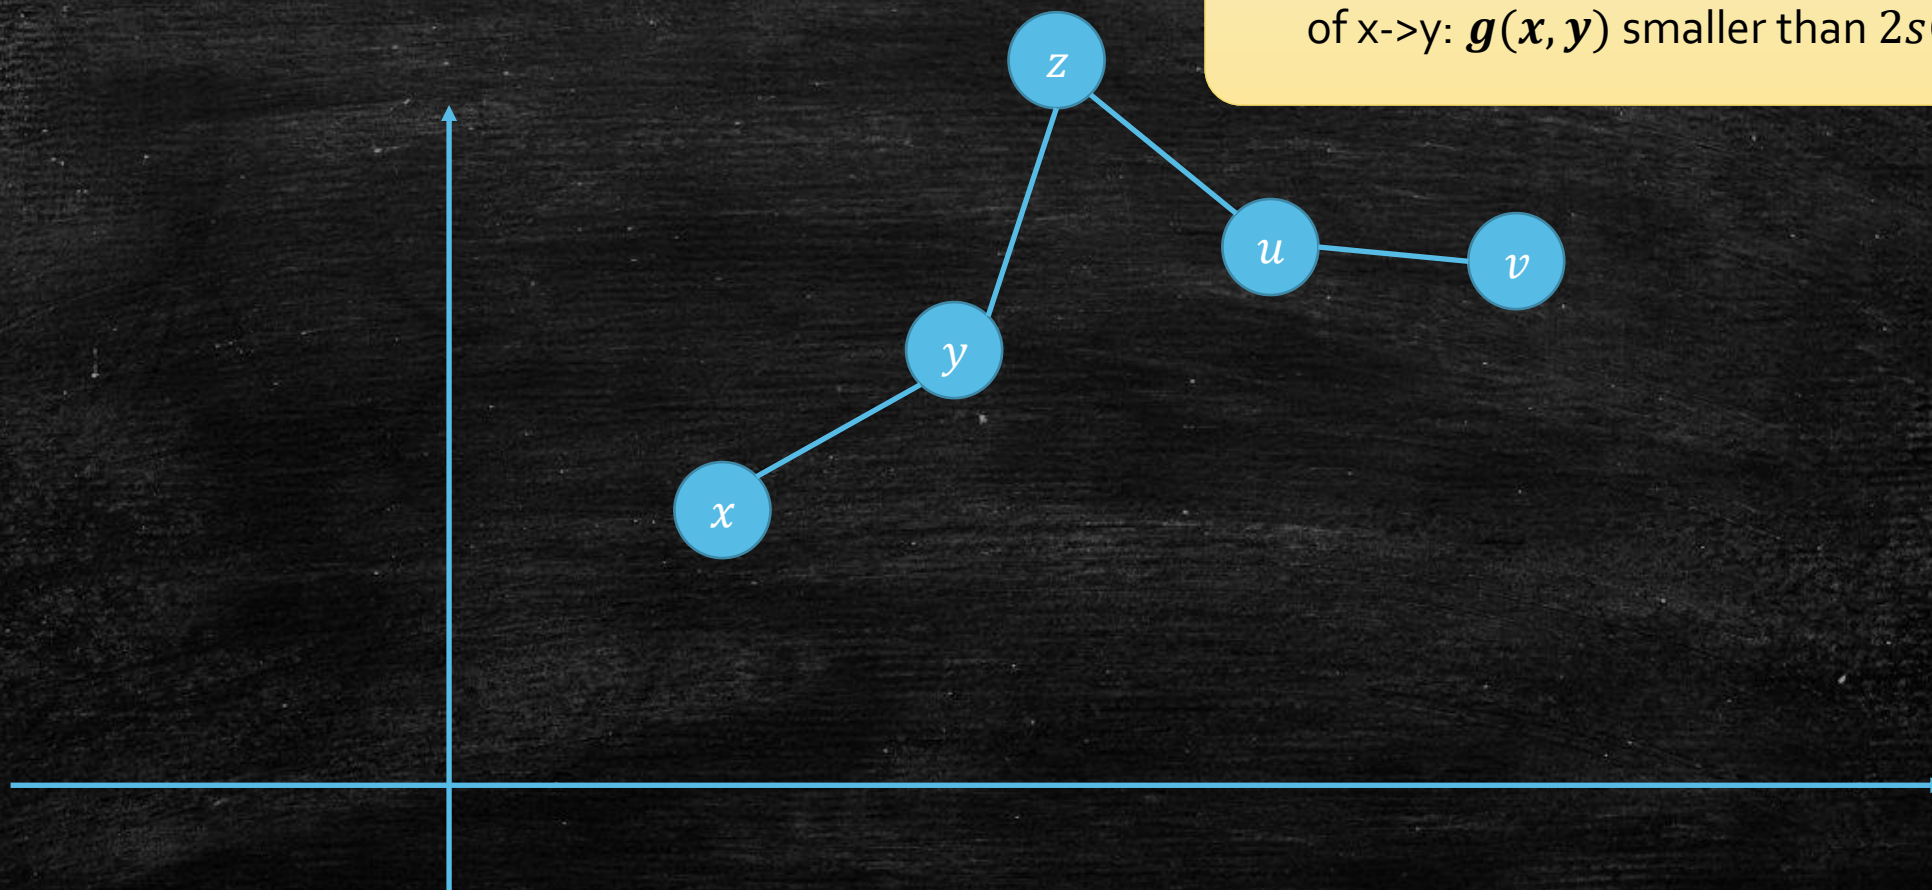 of x->y: g(x, y) smaller than 2s
z
u
v
y
x